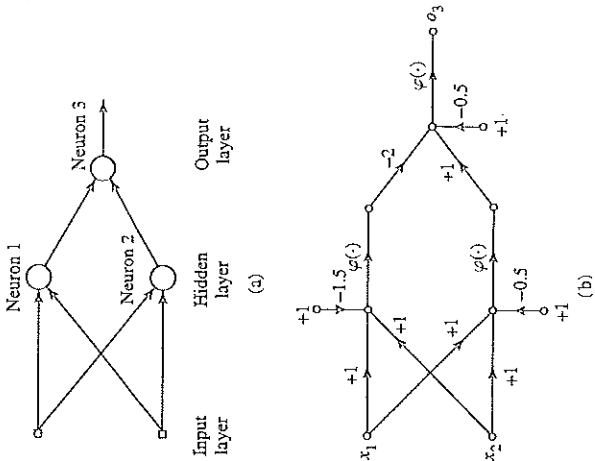 Neuron 1
Neuron 3
Neuron 2
Input layer
Hidden layer
Output layer
(a)
+1
-1.5
x1
+1
φ(·)
-2
+1
+1
φ(·)
o3
x2
+1
φ(·)
+1
-0.5
+1
-0.5
+1
(b)